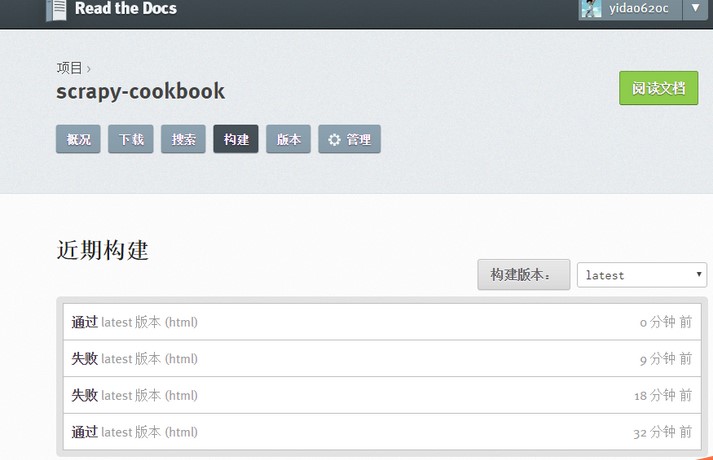 Read the Docs
yidao620c ▼
项目 ›
scrapy-cookbook
阅读文档
概况 下载 搜索 构建 版本 管理
近期构建
构建版本： latest
通过 latest 版本 (html) 0 分钟 前
失败 latest 版本 (html) 9 分钟 前
失败 latest 版本 (html) 18 分钟 前
通过 latest 版本 (html) 32 分钟 前